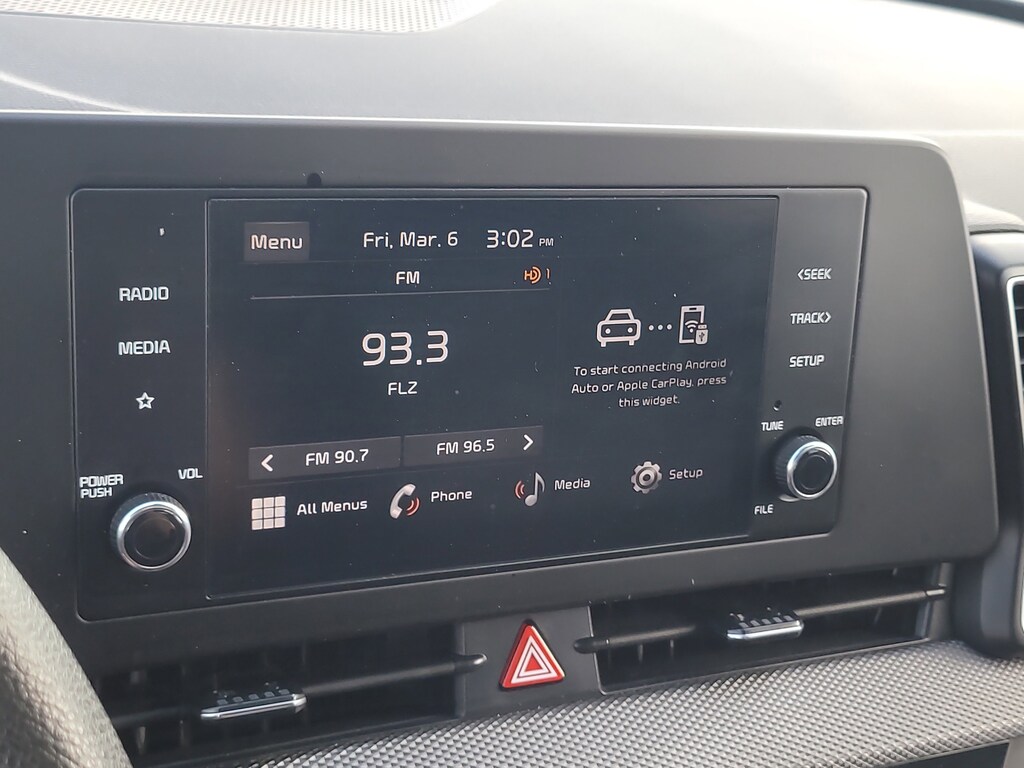 Menu
Fri, Mar. 6
3:02 PM
FM
HD 1
93.3
FLZ
FM 90.7
FM 96.5
All Menus
Phone
Media
Setup
To start connecting Android
Auto or Apple CarPlay, press
this widget.
RADIO
MEDIA
POWER
PUSH
VOL
<SEEK
TRACK>
SETUP
TUNE
ENTER
FILE